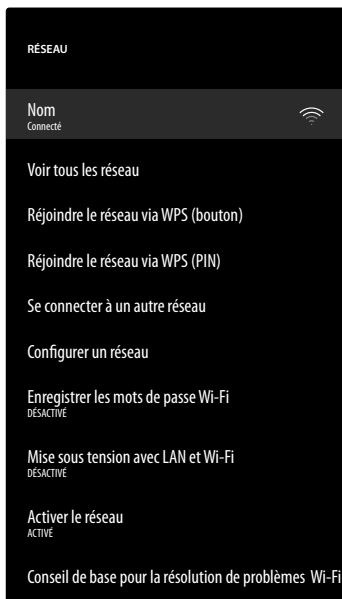 RÉSEAU
Nom
Connecté
Voir tous les réseau
Réjoindre le réseau via WPS (bouton)
Réjoindre le réseau via WPS (PIN)
Se connecter à un autre réseau
Configurer un réseau
Enregistrer les mots de passe Wi-Fi
DÉSACTIVÉ
Mise sous tension avec LAN et Wi-Fi
DÉSACTIVÉ
Activer le réseau
ACTIVÉ
Conseil de base pour la résolution de problèmes Wi-Fi